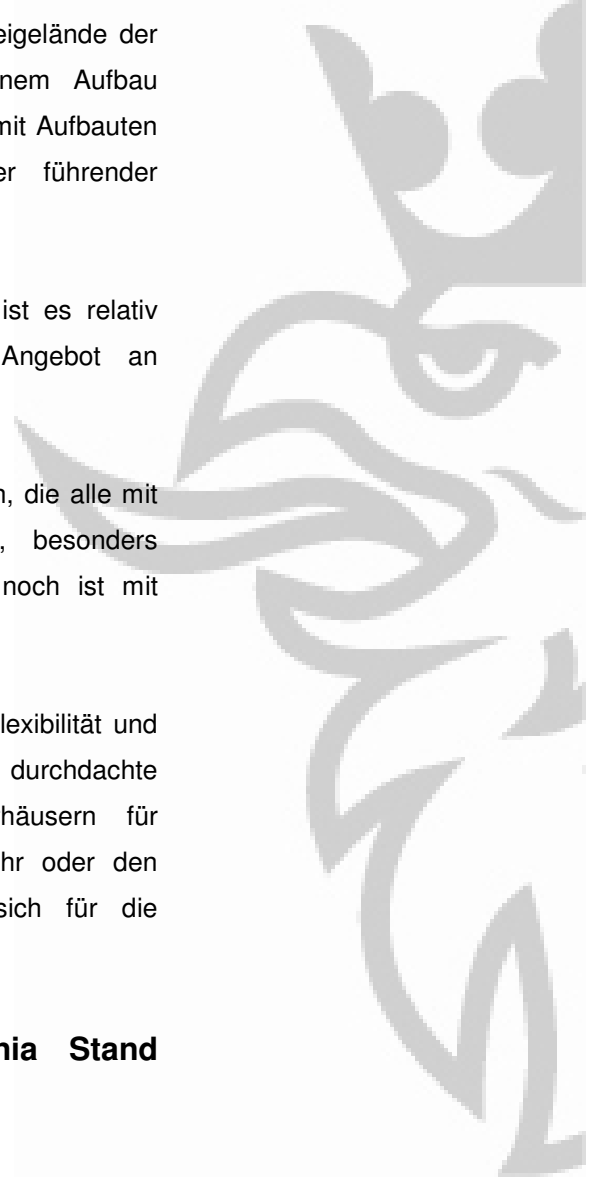 eigelände der
nem Aufbau
mit Aufbauten
er führender
ist es relativ
Angebot an
n, die alle mit
, besonders
noch ist mit
lexibilität und
durchdachte
häusern für
hr oder den
sich für die
nia Stand